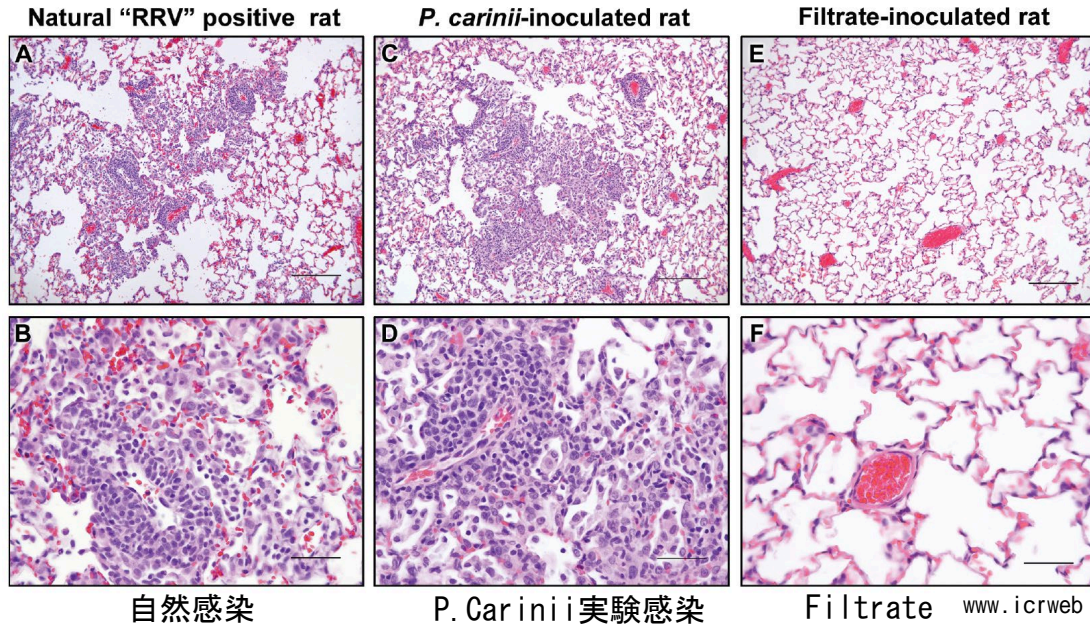 Natural “RRV” positive rat
P. carinii-inoculated rat
Filtrate-inoculated rat
A
C
E
B
D
F
自然感染
P.Carinii実験感染
Filtrate
www.icrweb